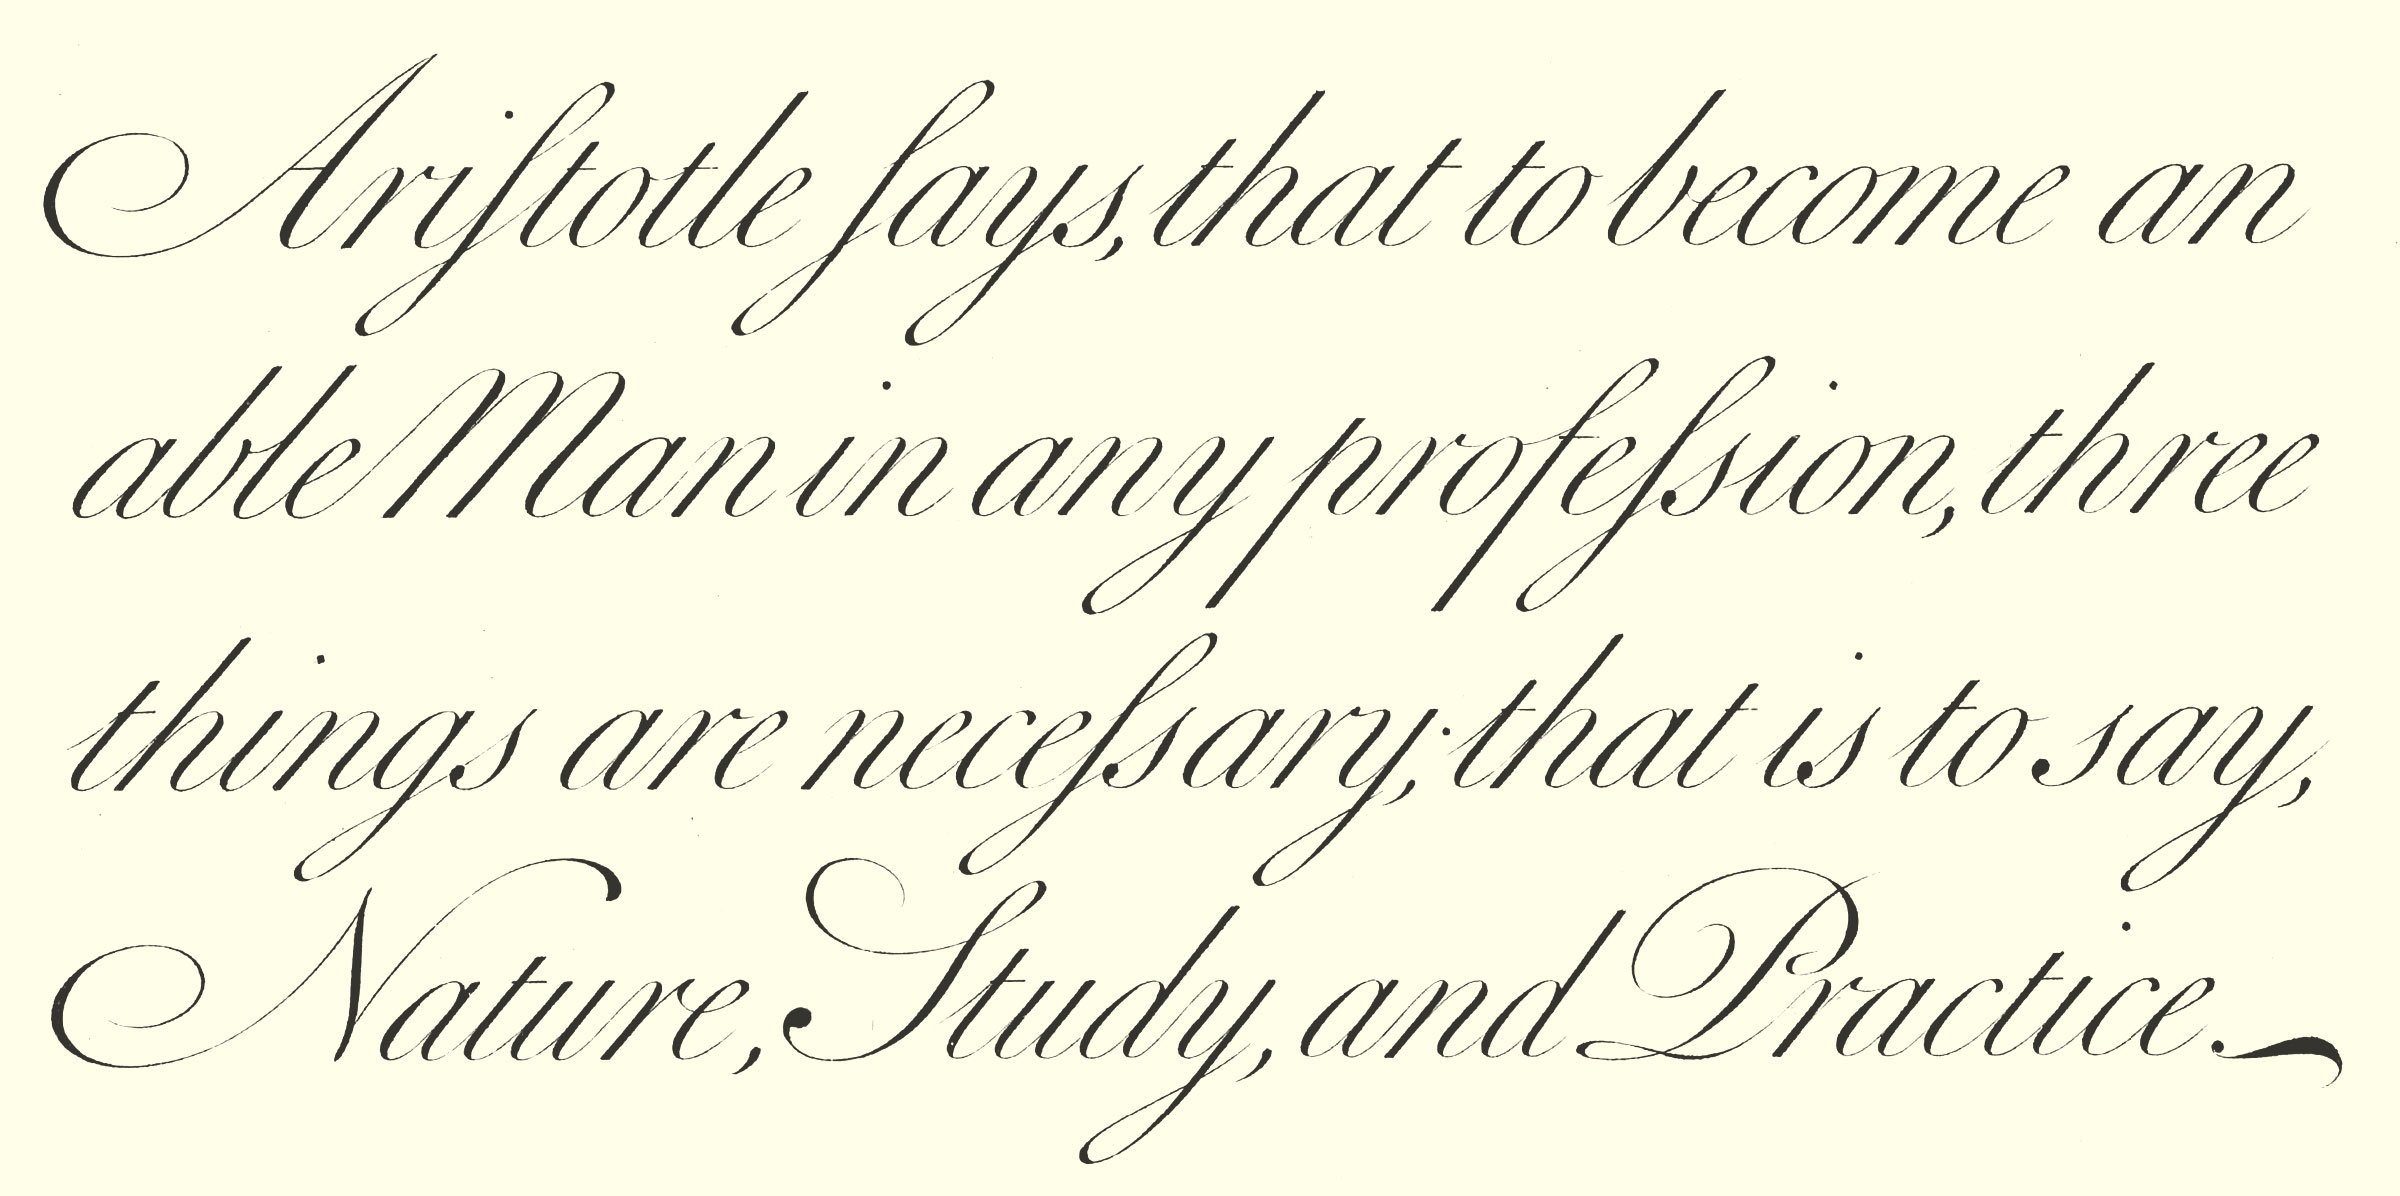 Ariſtotle ſays, that to become an
able Man in any profeſsion, three
things are neceſsary; that is to say,
Nature, Study, and Practice.